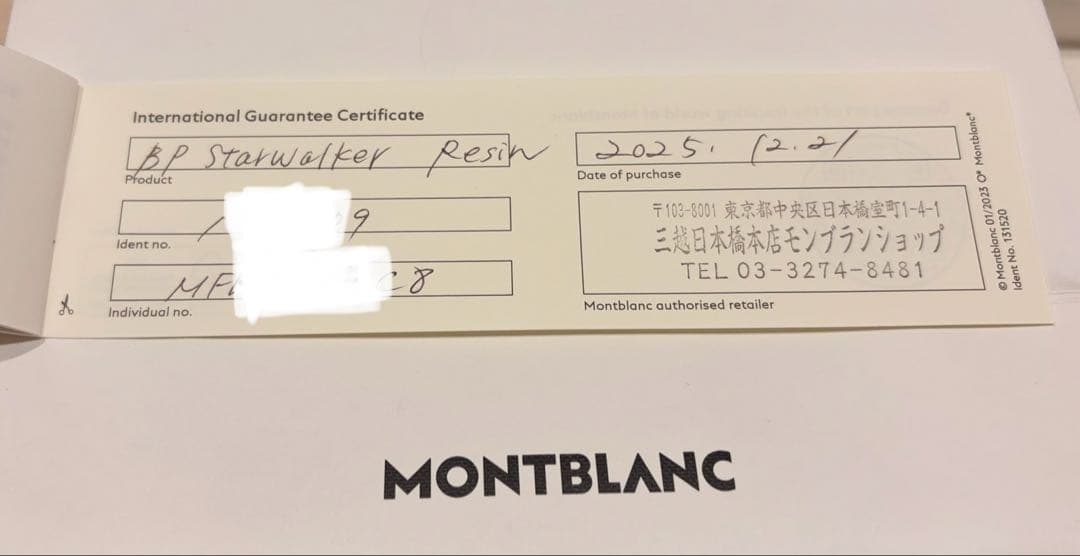 International Guarantee Certificate
BP Starwalker Resin
Product
9
Ident no.
MF
C8
Individual no.
2025. 12.21
Date of purchase
〒103-8001 東京都中央区日本橋室町1-4-1
三越日本橋本店モンブランショップ
TEL 03-3274-8481
Montblanc authorised retailer
© Montblanc 01/2023 O* Montblanc*
Ident No. 131520
MONTBLANC